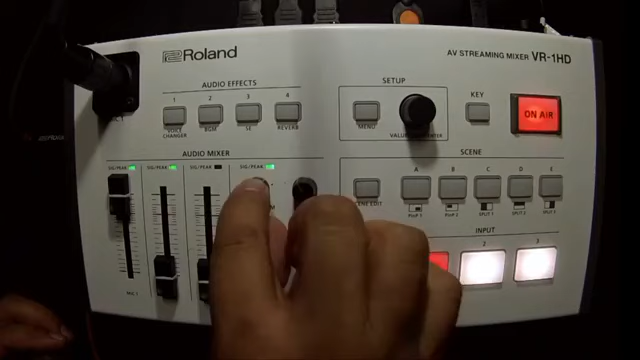 Roland
AV STREAMING MIXER VR-1HD
AUDIO EFFECTS
1 2 3 4
VOICE CHANGER
BGM
SE
REVERB
SETUP
MENU
KEY
ON AIR
AUDIO MIXER
SIG/PEAK SIG/PEAK SIG/PEAK SIG/PEAK
SCENE
A B C D E
PinP 1 PinP 2 SPLIT 1 SPLIT 2 SPLIT 3
INPUT
2 3